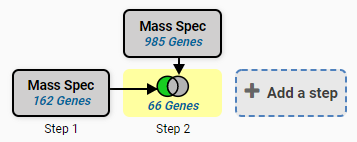 Mass Spec
985 Genes
Mass Spec
162 Genes
66 Genes
Add a step
Step 1
Step 2